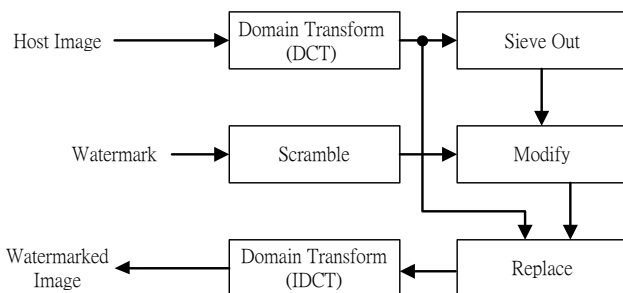 Host Image
Domain Transform
(DCT)
Sieve Out
Watermark
Scramble
Modify
Watermarked
Image
Domain Transform
(IDCT)
Replace